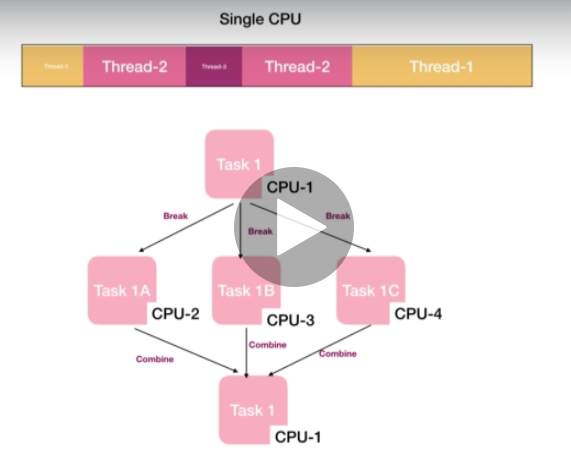 Single CPU
Thread-1 Thread-2 Thread-3 Thread-2 Thread-1
Task 1
CPU-1
Break Break Break
Task 1A Task 1B Task 1C
CPU-2 CPU-3 CPU-4
Combine Combine Combine
Task 1
CPU-1